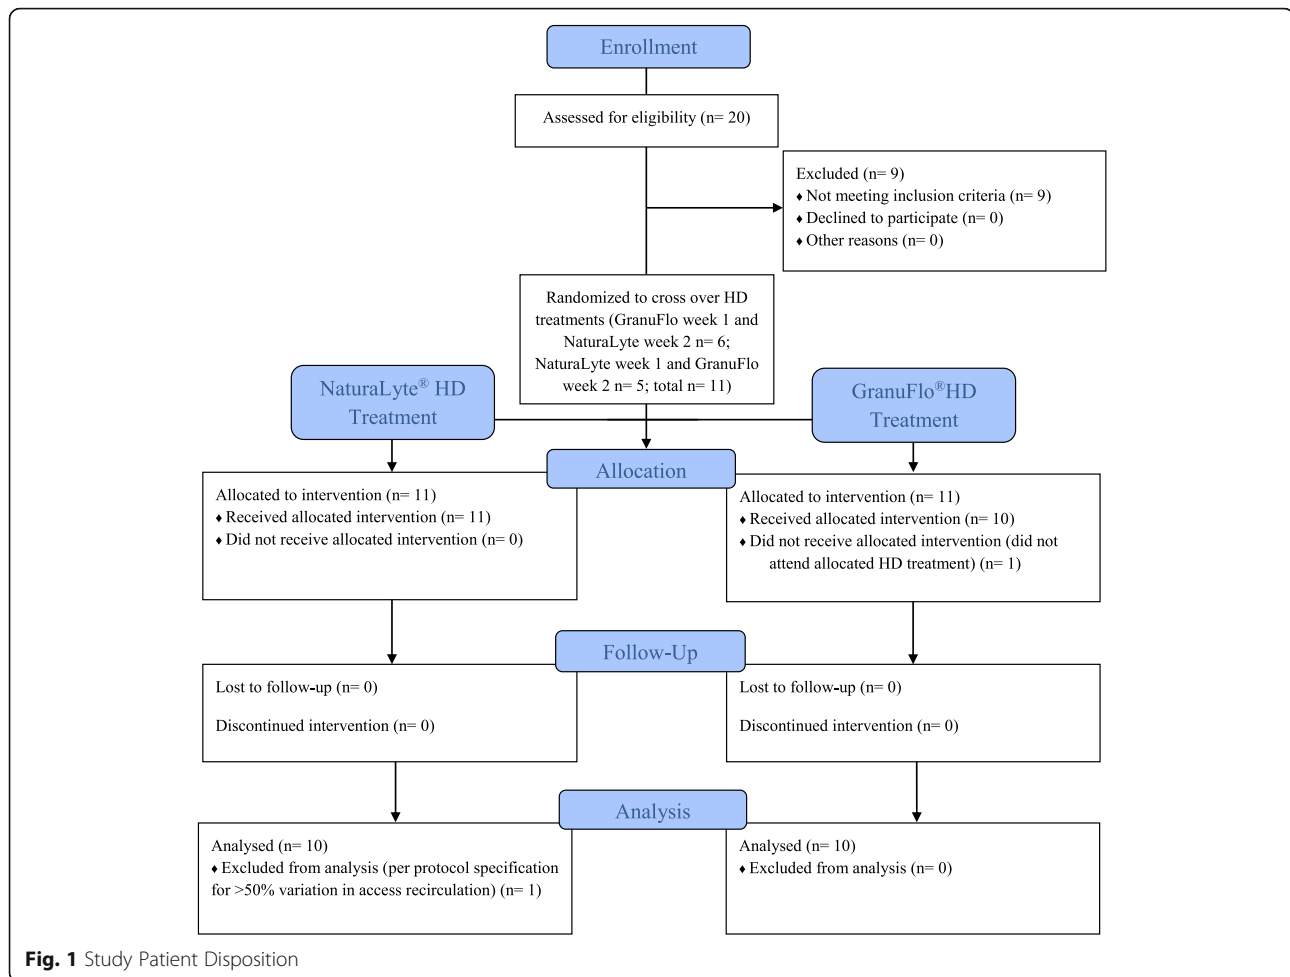 Enrollment
Assessed for eligibility (n= 20)
Excluded (n= 9)
♦ Not meeting inclusion criteria (n= 9)
♦ Declined to participate (n= 0)
♦ Other reasons (n= 0)
Randomized to cross over HD
treatments (GranuFlo week 1 and
NaturaLyte week 2 n= 6;
NaturaLyte week 1 and GranuFlo
week 2 n= 5; total n= 11)
NaturaLyte® HD
Treatment
GranuFlo®HD
Treatment
Allocation
Allocated to intervention (n= 11)
♦ Received allocated intervention (n= 11)
♦ Did not receive allocated intervention (n= 0)
Allocated to intervention (n= 11)
♦ Received allocated intervention (n= 10)
♦ Did not receive allocated intervention (did not
attend allocated HD treatment) (n= 1)
Follow-Up
Lost to follow-up (n= 0)
Discontinued intervention (n= 0)
Lost to follow-up (n= 0)
Discontinued intervention (n= 0)
Analysis
Analysed (n= 10)
♦ Excluded from analysis (per protocol specification
for >50% variation in access recirculation) (n= 1)
Analysed (n= 10)
♦ Excluded from analysis (n= 0)
Fig. 1 Study Patient Disposition